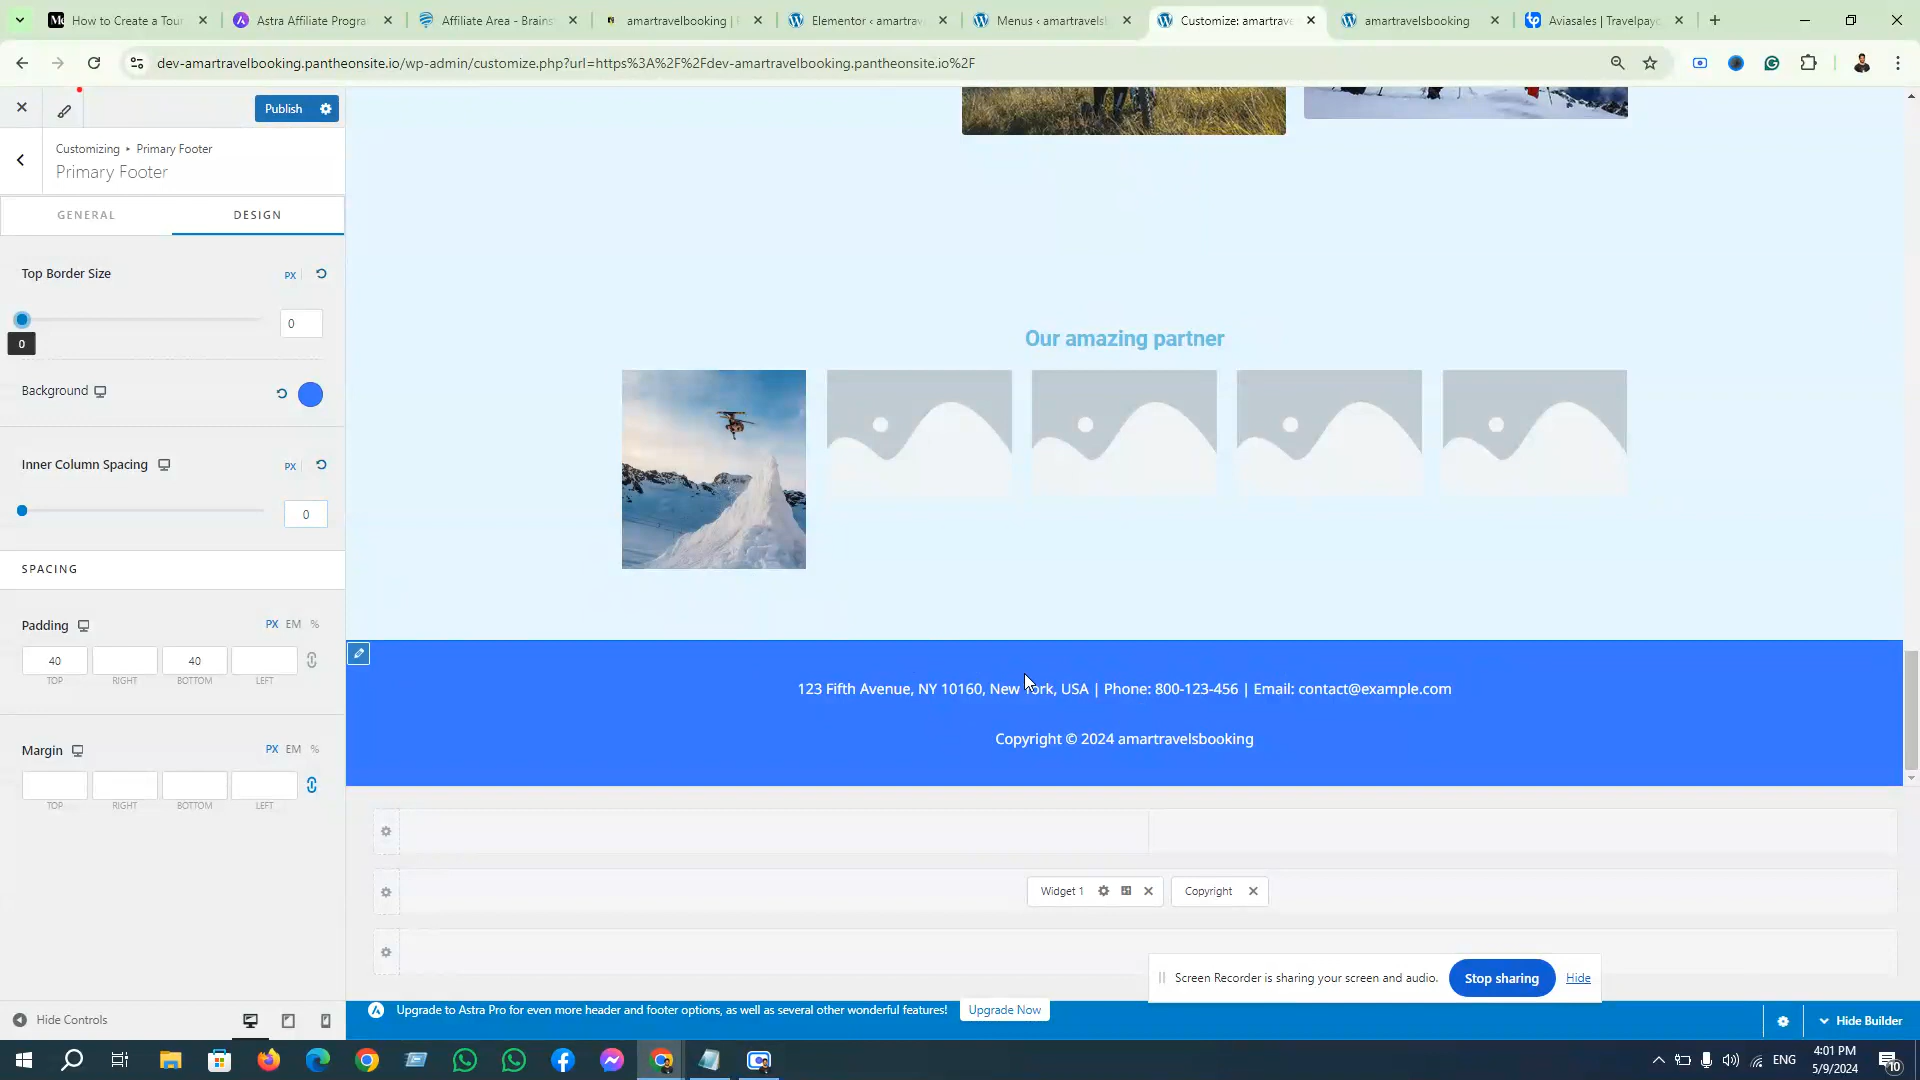 How to Create a Tour
Astra Affiliate Progra
Affiliate Area - Brains
amartravelbooking |
Elementor ‹ amartrav
Menus ‹ amartravels
Customize: amartrave
amartravelsbooking
Aviasales | Travelpayo
dev-amartravelbooking.pantheonsite.io/wp-admin/customize.php?url=https%3A%2F%2Fdev-amartravelbooking.pantheonsite.io%2F
Publish
Customizing ▸ Primary Footer
Primary Footer
GENERAL
DESIGN
Top Border Size
PX
0
0
Background
Inner Column Spacing
PX
0
SPACING
Padding
PX EM %
40
40
TOP RIGHT BOTTOM LEFT
Margin
PX EM %
TOP RIGHT BOTTOM LEFT
Hide Controls
Our amazing partner
123 Fifth Avenue, NY 10160, New York, USA | Phone: 800-123-456 | Email: contact@example.com
Copyright © 2024 amartravelsbooking
Widget 1
Copyright
Screen Recorder is sharing your screen and audio.
Stop sharing
Hide
Upgrade to Astra Pro for even more header and footer options, as well as several other wonderful features!
Upgrade Now
Hide Builder
ENG
4:01 PM
5/9/2024
10